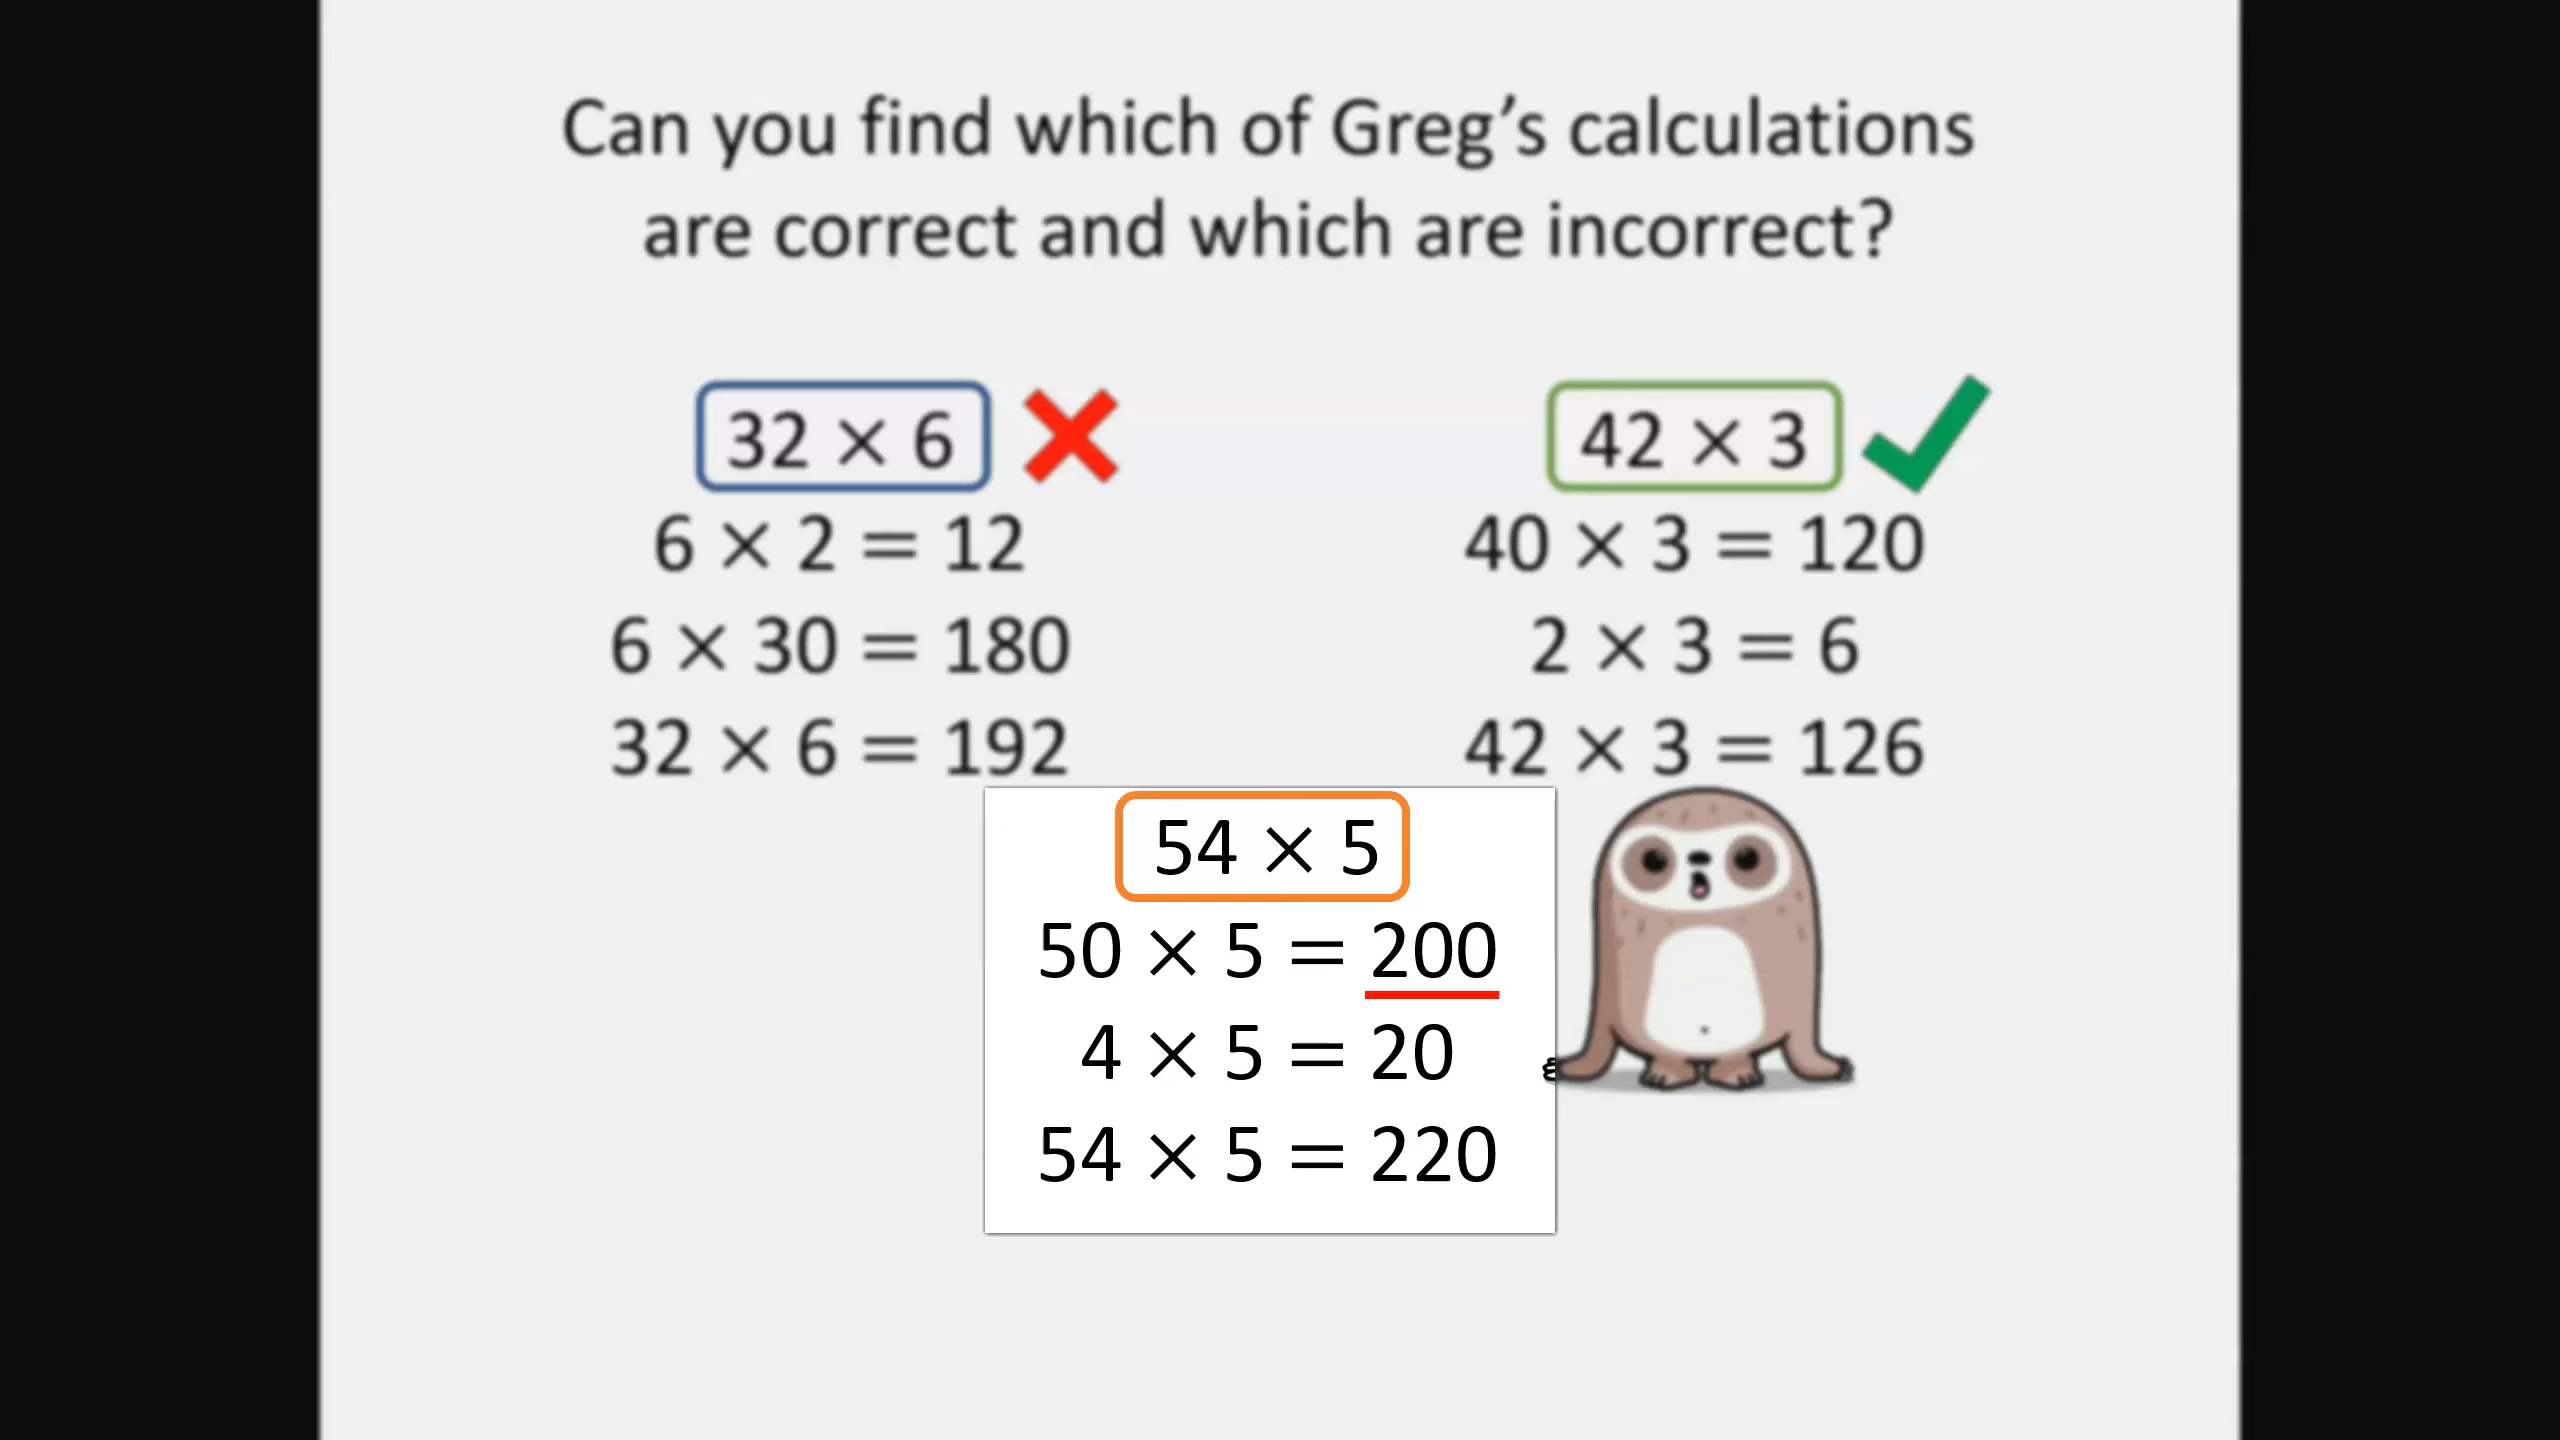 Can you find which of Greg's calculations
are correct and which are incorrect?
32 × 6
6 × 2 = 12
6 × 30 = 180
32 × 6 = 192
42 × 3
40 × 3 = 120
2 × 3 = 6
42 × 3 = 126
54 × 5
50 × 5 = 200
4 × 5 = 20
54 × 5 = 220